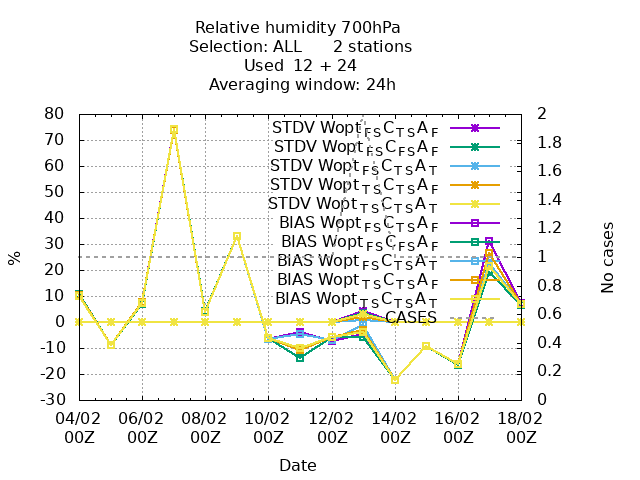 Relative humidity 700hPa
Selection: ALL 2 stations
Used 12 + 24
Averaging window: 24h
80
70
60
50
40
30
20
10
0
-10
-20
-30
%
2
1.8
1.6
1.4
1.2
1
0.8
0.6
0.4
0.2
0
No cases
STDV Wopt FS C TS A F
STDV Wopt FS C FS A F
STDV Wopt FS C TS A T
STDV Wopt TS C TS A F
STDV Wopt TS C TS A T
BIAS Wopt FS C TS A F
BIAS Wopt FS C FS A F
BIAS Wopt FS C TS A T
BIAS Wopt TS C TS A F
BIAS Wopt TS C TS A T
CASES
04/02 06/02 08/02 10/02 12/02 14/02 16/02 18/02
00Z 00Z 00Z 00Z 00Z 00Z 00Z 00Z
Date